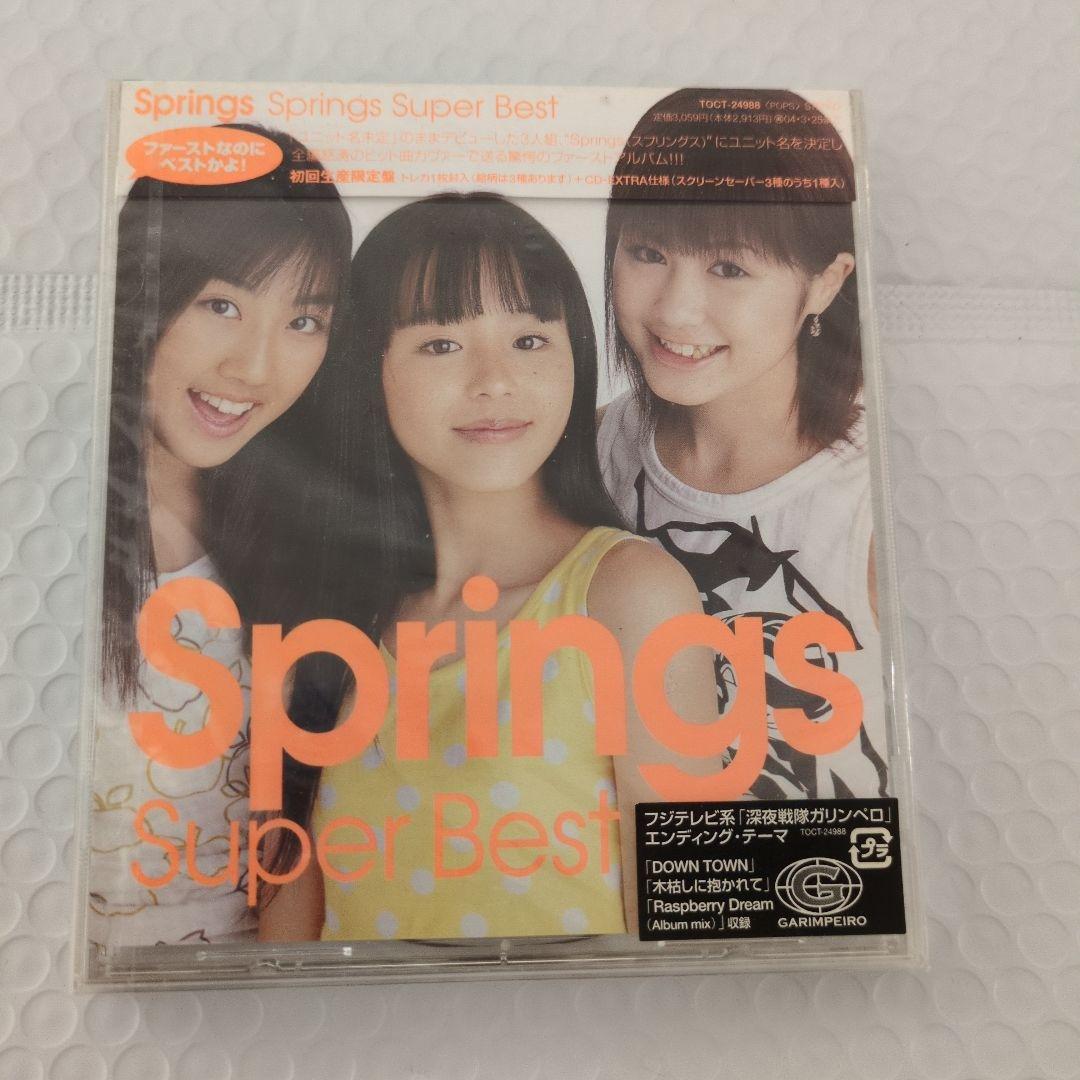 Springs Springs Super Best
TOCT-24988 〈POPS〉
定価3,059円(本体2,913円)
ファーストなのに
ベストかよ!
「ユニット名未定」のままデビューした3人組、"Springs(スプリングス)"にユニット名を決定し
全編話題のヒット曲カヴァーで送る驚愕のファーストアルバム!!!
初回生産限定盤 トレカ1枚封入(絵柄は3種あります)+CD-EXTRA仕様(スクリーンセーバー3種のうち1種入)
Springs
Super Best
フジテレビ系「深夜戦隊ガリンペロ」
エンディング・テーマ TOCT-24988
プラ
「DOWN TOWN」
「木枯しに抱かれて」
「Raspberry Dream
(Album mix)」収録
G
GARIMPEIRO